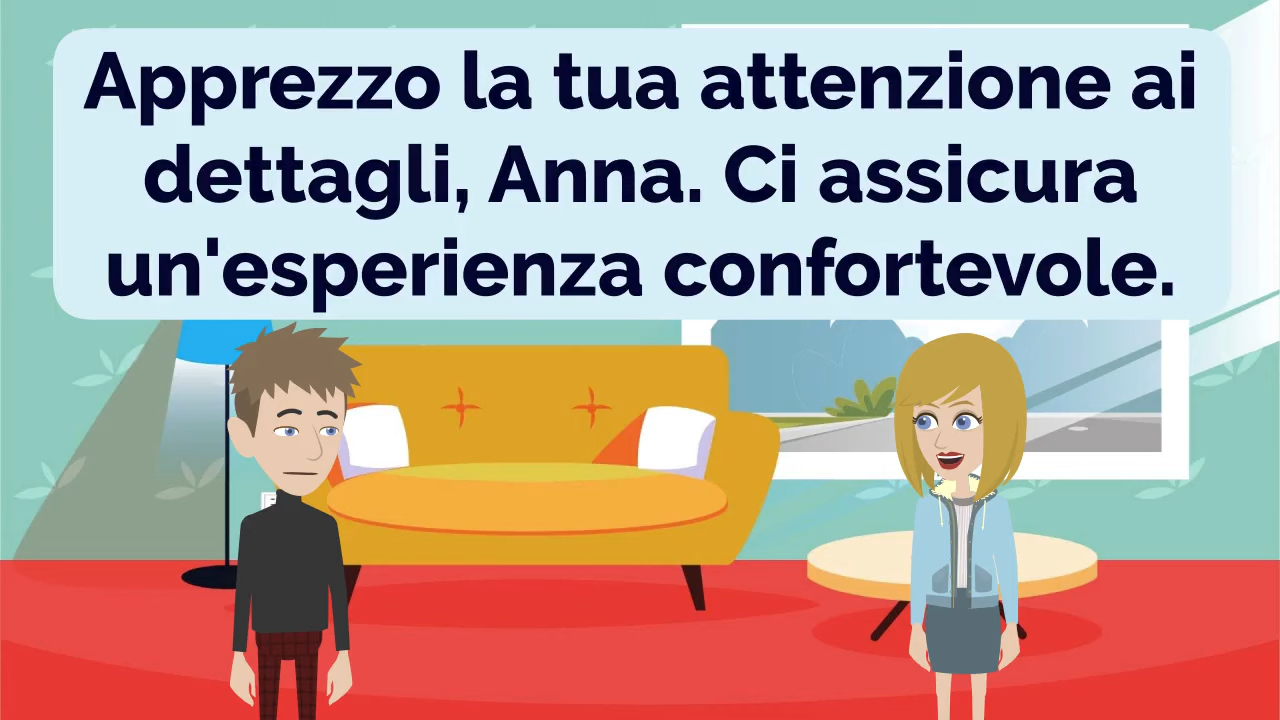 Apprezzo la tua attenzione ai
dettagli, Anna. Ci assicura
un'esperienza confortevole.